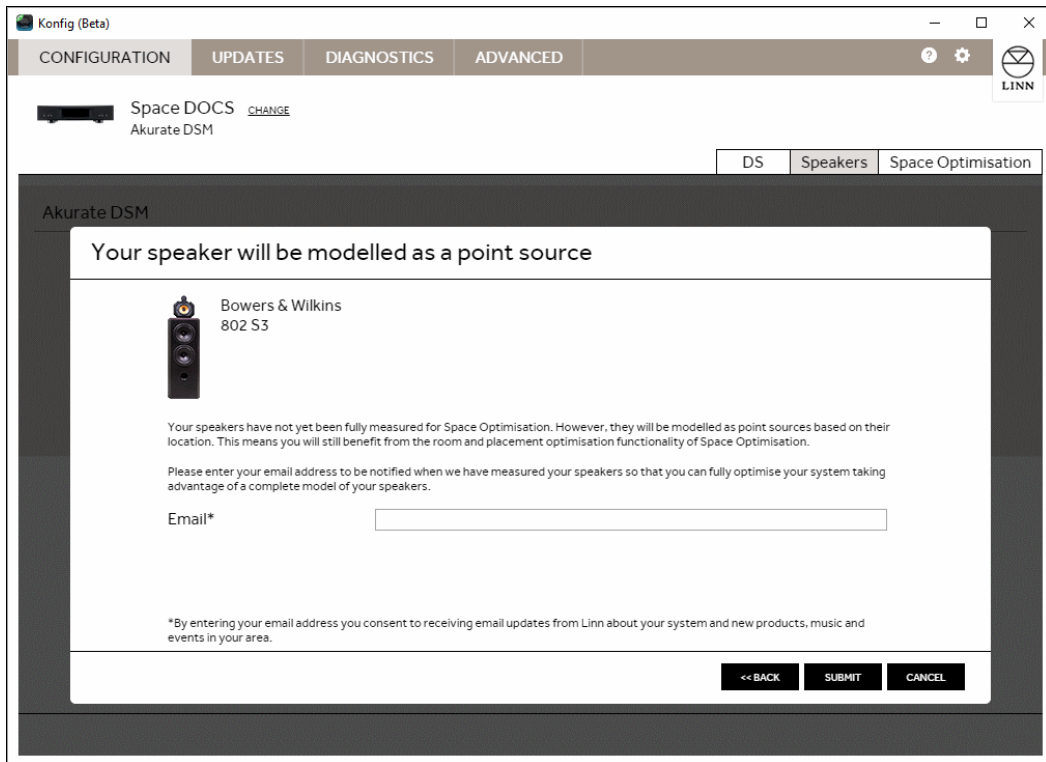 Konfig (Beta)
CONFIGURATION UPDATES DIAGNOSTICS ADVANCED
LINN
Space DOCS CHANGE
Akurate DSM
DS Speakers Space Optimisation
Akurate DSM
Your speaker will be modelled as a point source
Bowers & Wilkins
802 S3
Your speakers have not yet been fully measured for Space Optimisation. However, they will be modelled as point sources based on their
location. This means you will still benefit from the room and placement optimisation functionality of Space Optimisation.
Please enter your email address to be notified when we have measured your speakers so that you can fully optimise your system taking
advantage of a complete model of your speakers.
Email*
*By entering your email address you consent to receiving email updates from Linn about your system and new products, music and
events in your area.
<< BACK SUBMIT CANCEL